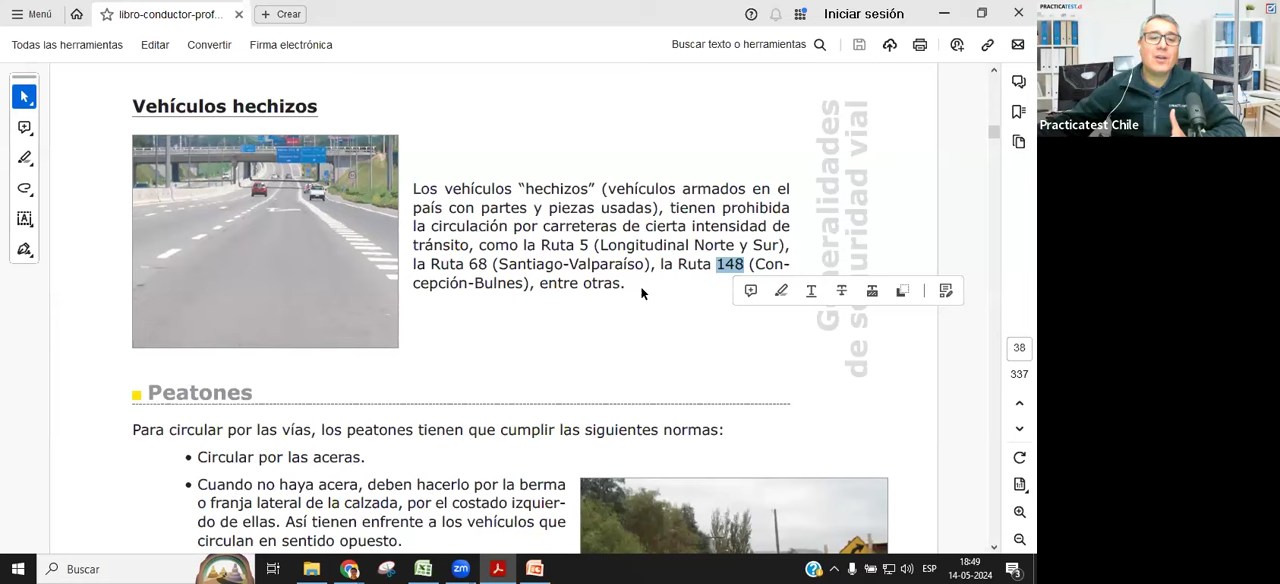 Menú
libro-conductor-prof...
Crear
Iniciar sesión
PRACTICATEST.cl
Todas las herramientas
Editar
Convertir
Firma electrónica
Buscar texto o herramientas
Vehículos hechizos
Los vehículos “hechizos” (vehículos armados en el
país con partes y piezas usadas), tienen prohibida
la circulación por carreteras de cierta intensidad de
tránsito, como la Ruta 5 (Longitudinal Norte y Sur),
la Ruta 68 (Santiago-Valparaíso), la Ruta 148 (Con-
cepción-Bulnes), entre otras.
Generalidades
de seguridad vial
Practicatest Chile
38
337
Peatones
Para circular por las vías, los peatones tienen que cumplir las siguientes normas:
• Circular por las aceras.
• Cuando no haya acera, deben hacerlo por la berma
o franja lateral de la calzada, por el costado izquier-
do de ellas. Así tienen enfrente a los vehículos que
circulan en sentido opuesto.
Buscar
ESP
18:49
14-05-2024
3